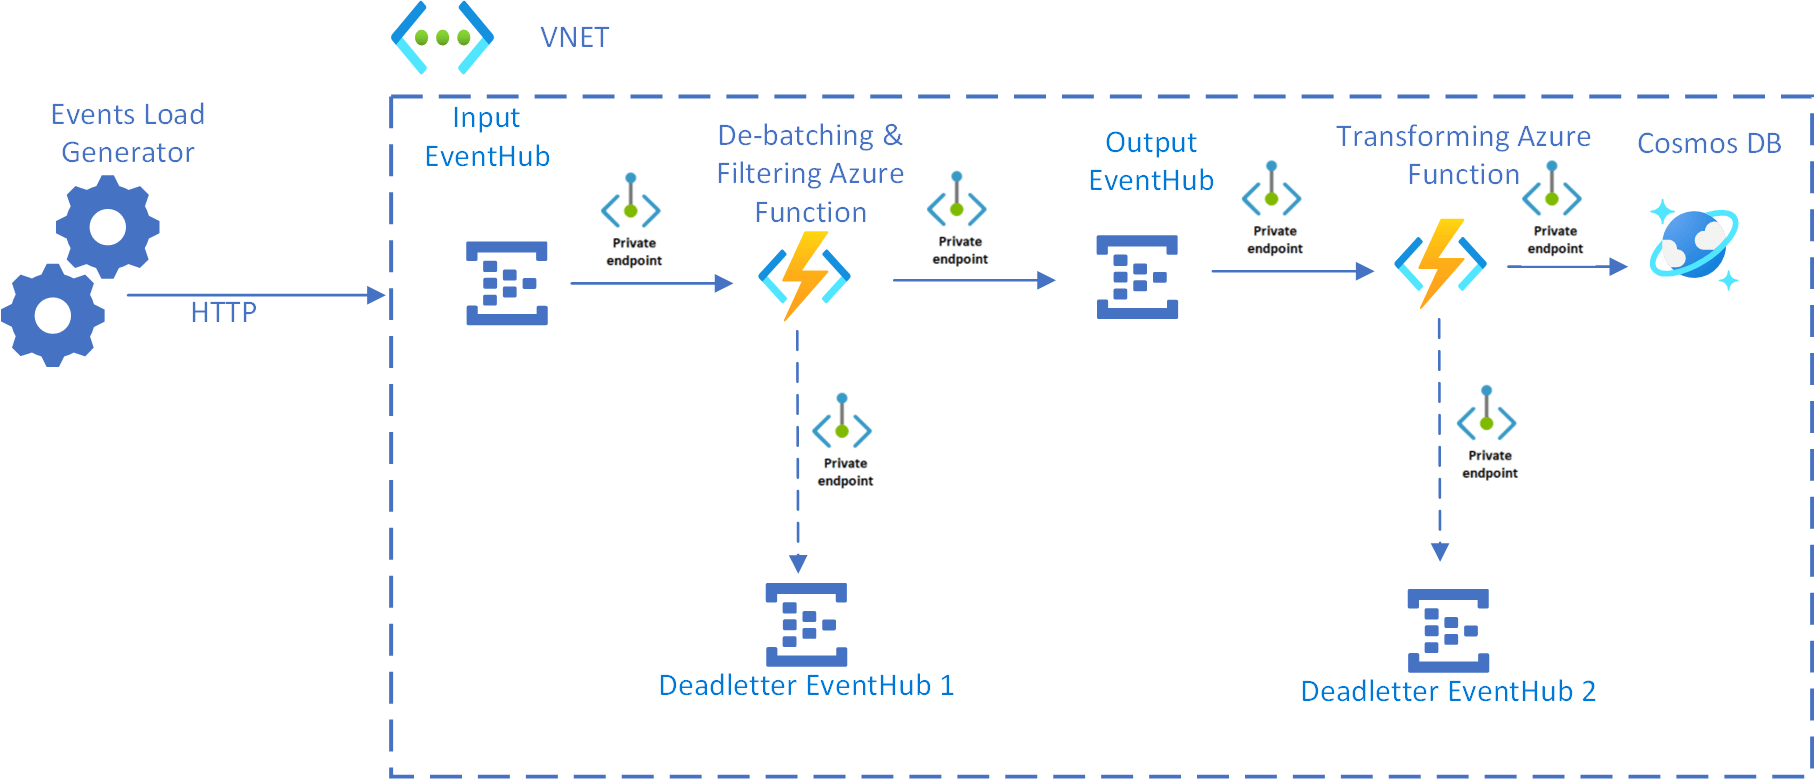 VNET
Events Load
Generator
HTTP
Input
EventHub
Private
endpoint
De-batching &
Filtering Azure
Function
Private
endpoint
Output
EventHub
Private
endpoint
Transforming Azure
Function
Private
endpoint
Cosmos DB
Private
endpoint
Private
endpoint
Deadletter EventHub 1
Deadletter EventHub 2